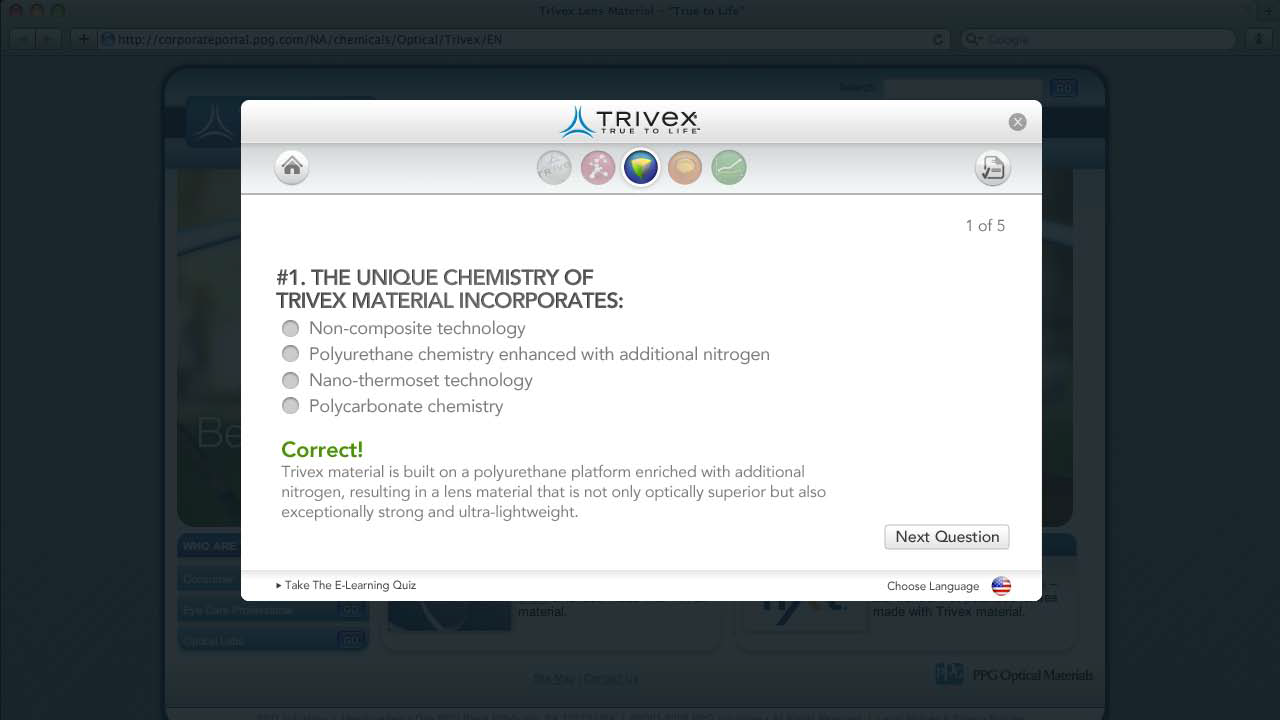 Trivex Lens Material – "True to Life"
http://corporateportal.ppg.com/NA/chemicals/Optical/Trivex/EN
Google
Search
GO
TRIVEX
TRUE TO LIFE
1 of 5
#1. THE UNIQUE CHEMISTRY OF
TRIVEX MATERIAL INCORPORATES:
Non-composite technology
Polyurethane chemistry enhanced with additional nitrogen
Nano-thermoset technology
Polycarbonate chemistry
Be
Correct!
Trivex material is built on a polyurethane platform enriched with additional
nitrogen, resulting in a lens material that is not only optically superior but also
exceptionally strong and ultra-lightweight.
Next Question
WHO ARE
Consumer
Take The E-Learning Quiz
Choose Language
Eye Care Professional GO
material.
made with Trivex material.
Optical Labs GO
Site Map | Contact Us
PPG PPG Optical Materials